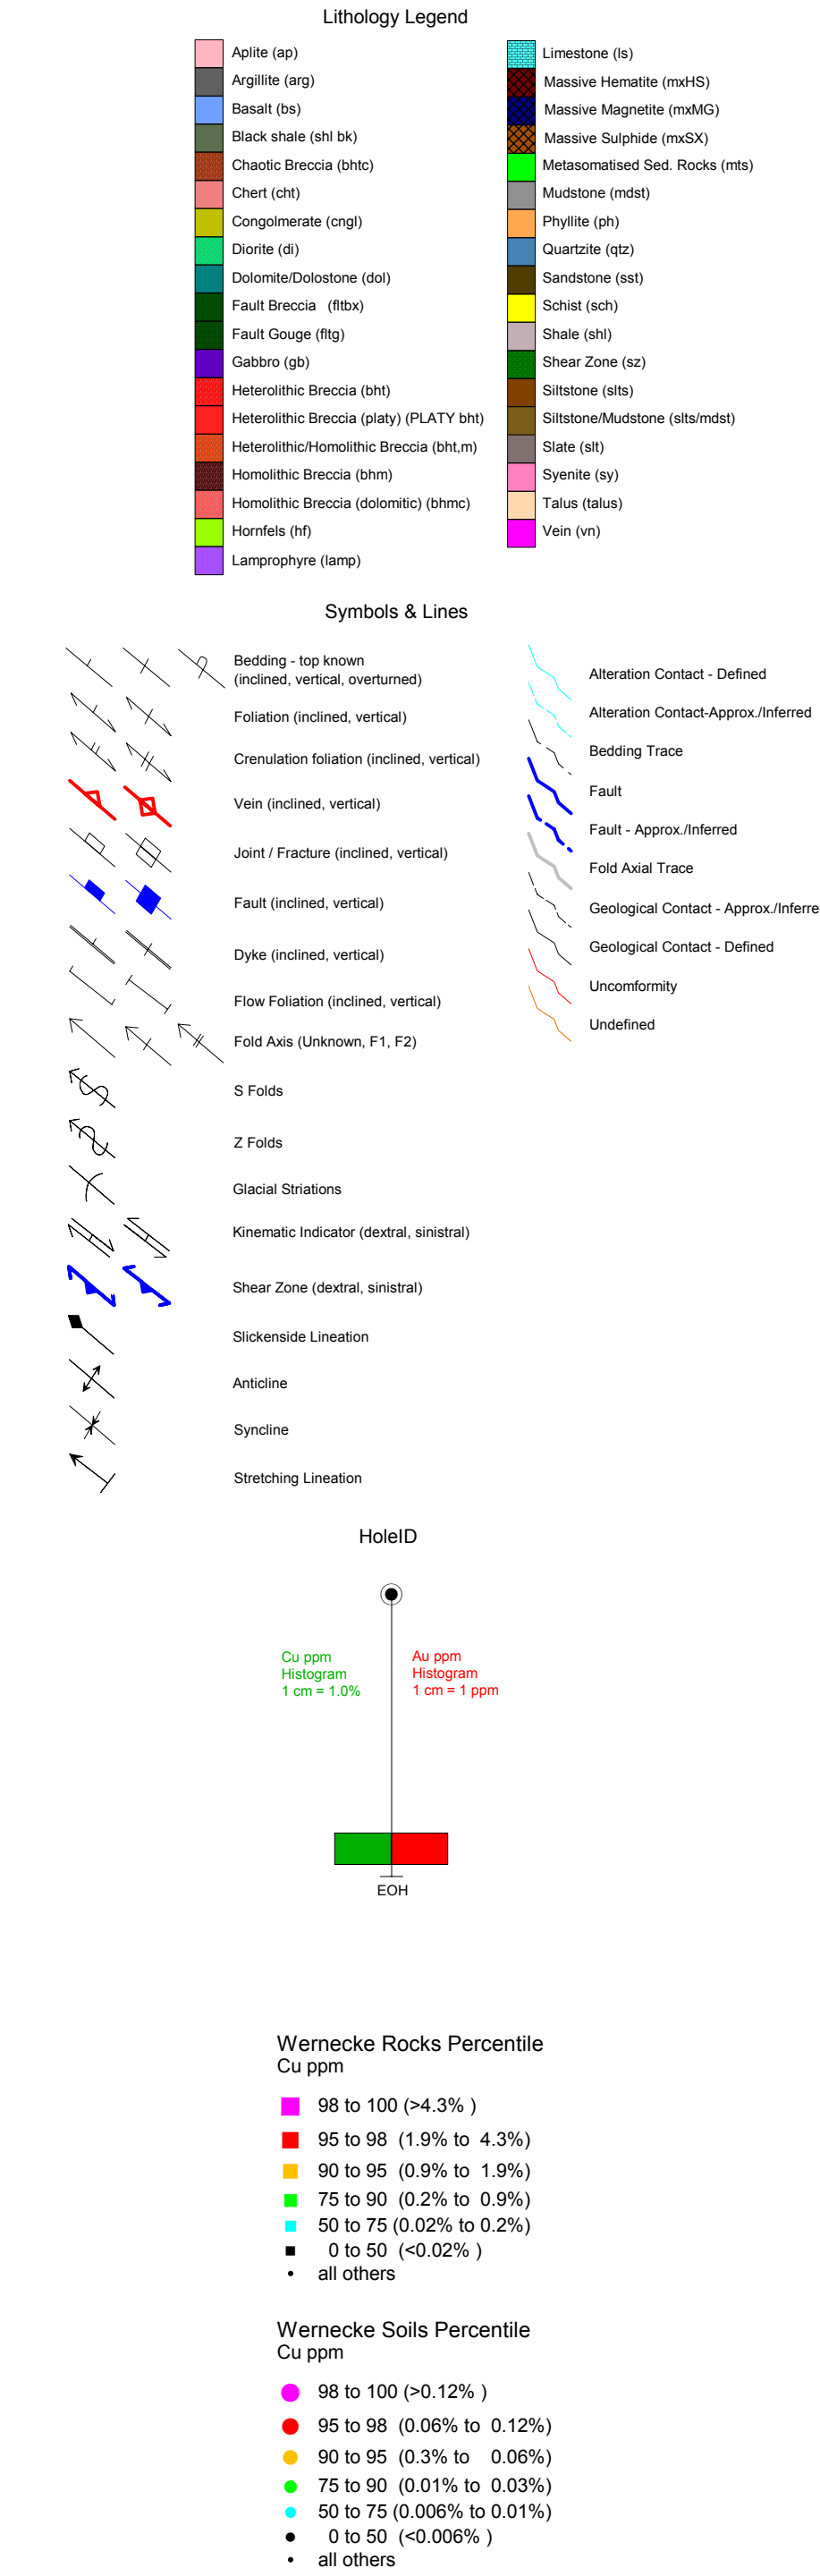 Lithology Legend
Aplite (ap)
Argillite (arg)
Basalt (bs)
Black shale (shl bk)
Chaotic Breccia (bhtc)
Chert (cht)
Congolmerate (cngl)
Diorite (di)
Dolomite/Dolostone (dol)
Fault Breccia (fltbx)
Fault Gouge (fltg)
Gabbro (gb)
Heterolithic Breccia (bht)
Heterolithic Breccia (platy) (PLATY bht)
Heterolithic/Homolithic Breccia (bht,m)
Homolithic Breccia (bhm)
Homolithic Breccia (dolomitic) (bhmc)
Hornfels (hf)
Lamprophyre (lamp)
Limestone (ls)
Massive Hematite (mxHS)
Massive Magnetite (mxMG)
Massive Sulphide (mxSX)
Metasomatised Sed. Rocks (mts)
Mudstone (mdst)
Phyllite (ph)
Quartzite (qtz)
Sandstone (sst)
Schist (sch)
Shale (shl)
Shear Zone (sz)
Siltstone (slts)
Siltstone/Mudstone (slts/mdst)
Slate (slt)
Syenite (sy)
Talus (talus)
Vein (vn)
Symbols & Lines
Bedding - top known
(inclined, vertical, overturned)
Foliation (inclined, vertical)
Crenulation foliation (inclined, vertical)
Vein (inclined, vertical)
Joint / Fracture (inclined, vertical)
Fault (inclined, vertical)
Dyke (inclined, vertical)
Flow Foliation (inclined, vertical)
Fold Axis (Unknown, F1, F2)
S Folds
Z Folds
Glacial Striations
Kinematic Indicator (dextral, sinistral)
Shear Zone (dextral, sinistral)
Slickenside Lineation
Anticline
Syncline
Stretching Lineation
Alteration Contact - Defined
Alteration Contact-Approx./Inferred
Bedding Trace
Fault
Fault - Approx./Inferred
Fold Axial Trace
Geological Contact - Approx./Inferre
Geological Contact - Defined
Uncomformity
Undefined
HoleID
Cu ppm
Histogram
1 cm = 1.0%
Au ppm
Histogram
1 cm = 1 ppm
EOH
Wernecke Rocks Percentile
Cu ppm
98 to 100 (>4.3% )
95 to 98 (1.9% to 4.3%)
90 to 95 (0.9% to 1.9%)
75 to 90 (0.2% to 0.9%)
50 to 75 (0.02% to 0.2%)
0 to 50 (<0.02% )
all others
Wernecke Soils Percentile
Cu ppm
98 to 100 (>0.12% )
95 to 98 (0.06% to 0.12%)
90 to 95 (0.3% to 0.06%)
75 to 90 (0.01% to 0.03%)
50 to 75 (0.006% to 0.01%)
0 to 50 (<0.006% )
all others